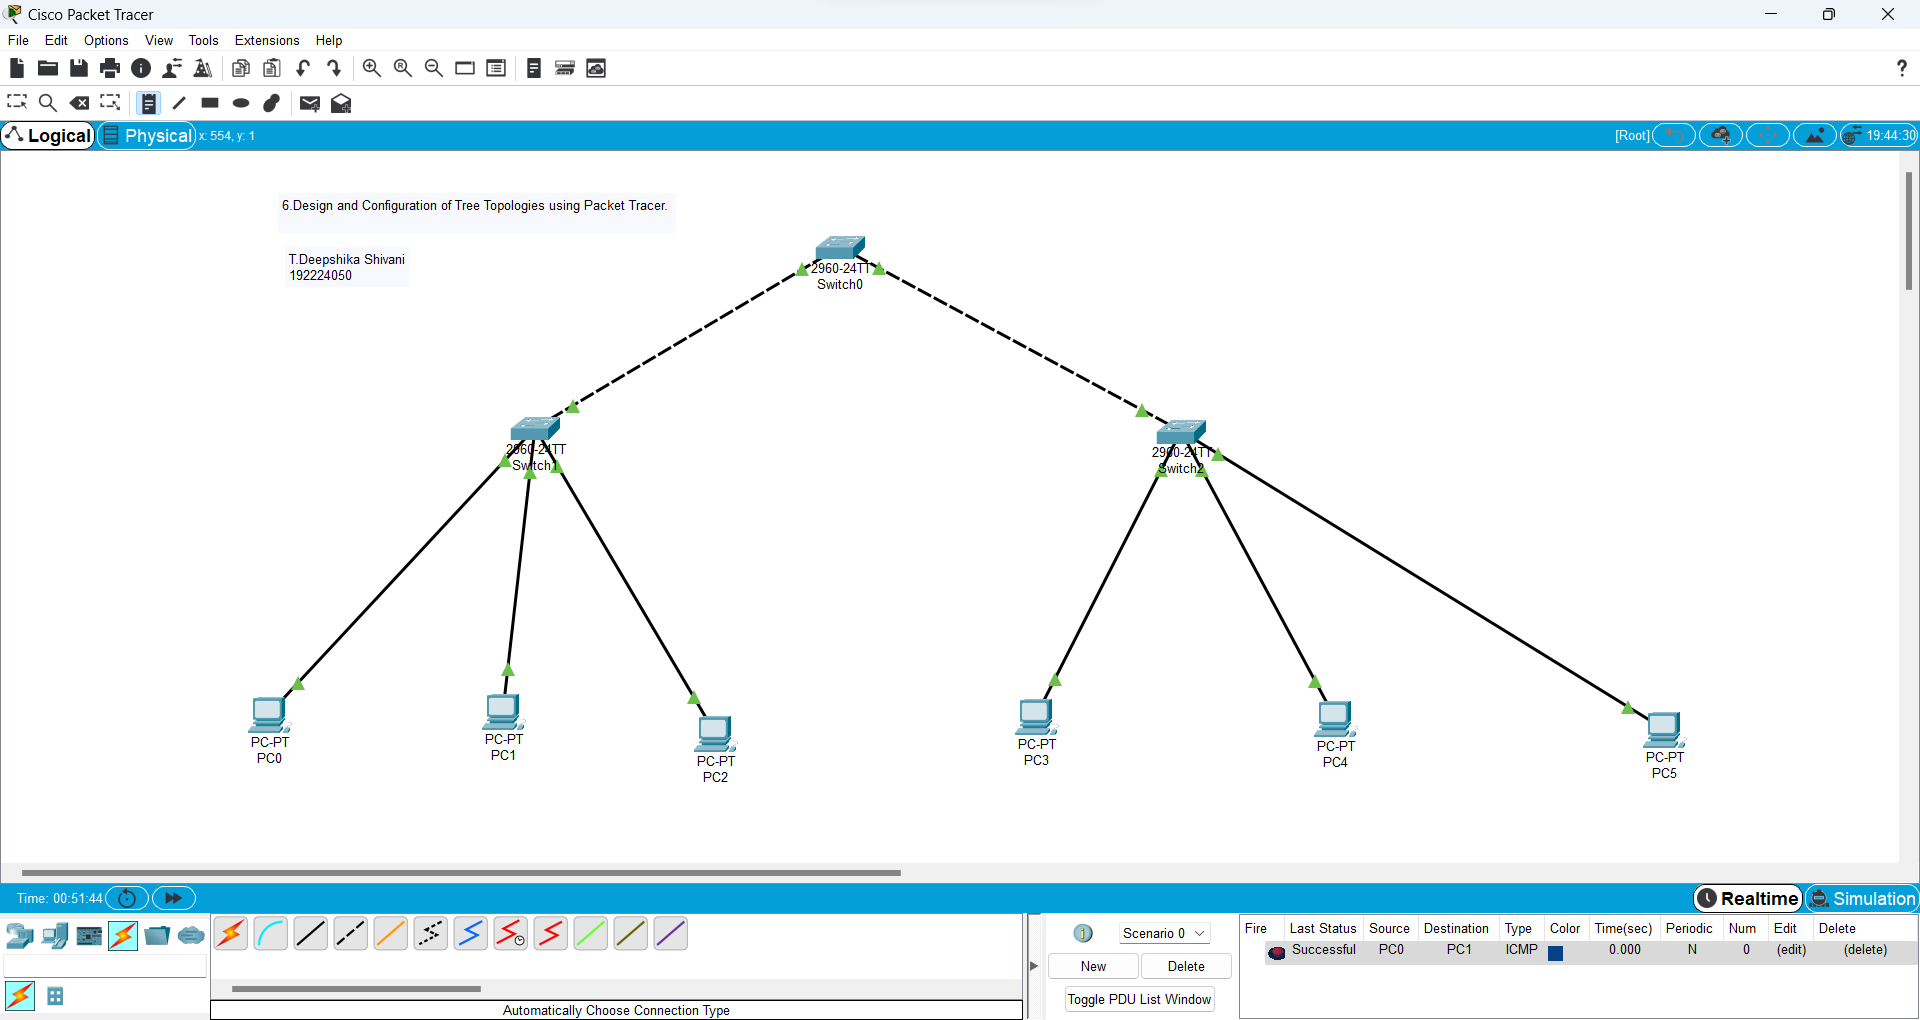 Cisco Packet Tracer
File Edit Options View Tools Extensions Help
?
Logical Physical x: 554, y: 1 [Root] 19:44:30
6.Design and Configuration of Tree Topologies using Packet Tracer.
T.Deepshika Shivani
192224050
2960-24TT
Switch0
2960-24TT
Switch1
2960-24TT
Switch2
PC-PT
PC0
PC-PT
PC1
PC-PT
PC2
PC-PT
PC3
PC-PT
PC4
PC-PT
PC5
Time: 00:51:44 Realtime Simulation
Scenario 0
New Delete
Toggle PDU List Window
Fire Last Status Source Destination Type Color Time(sec) Periodic Num Edit Delete
Successful PC0 PC1 ICMP 0.000 N 0 (edit) (delete)
Automatically Choose Connection Type